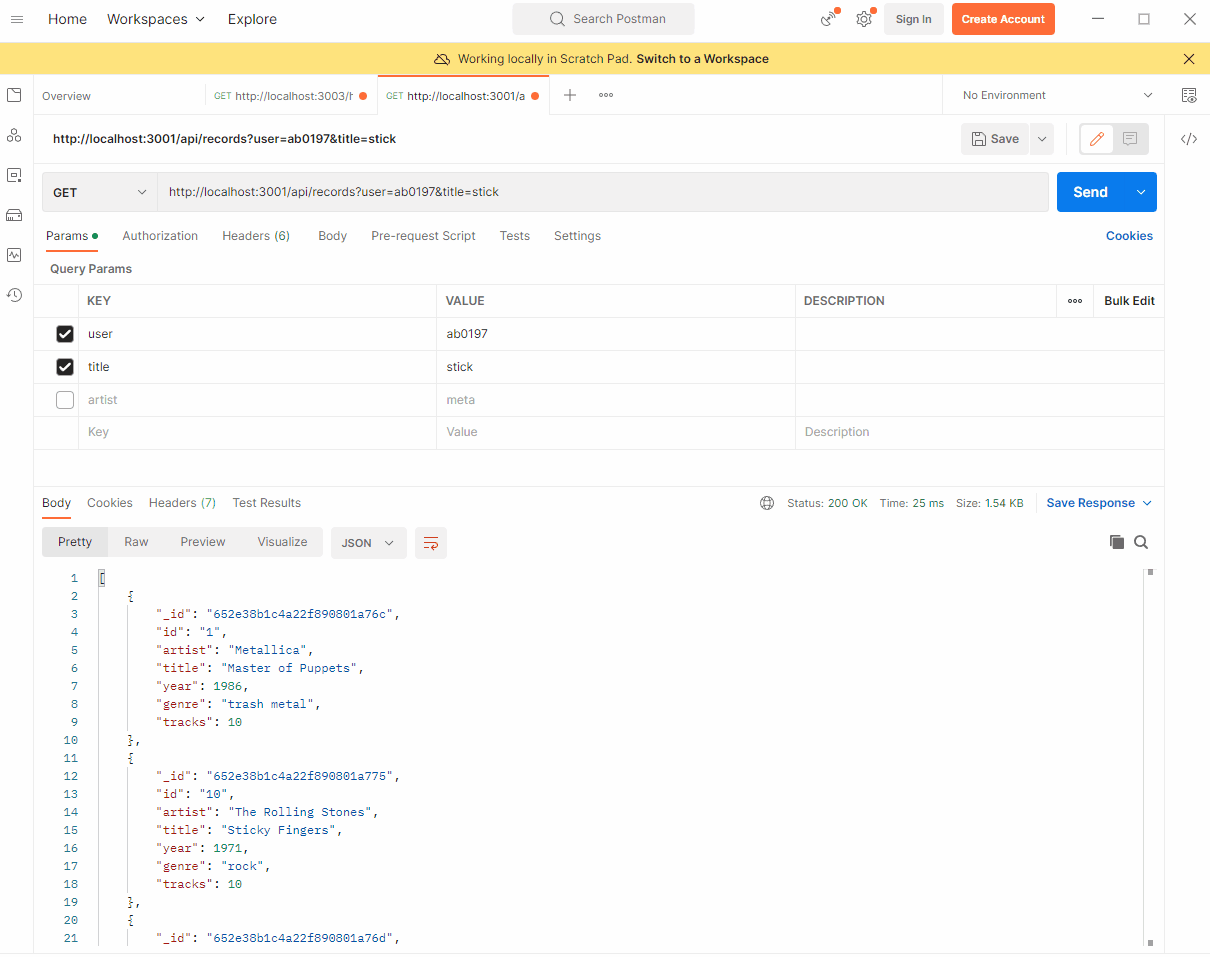 Home Workspaces Explore Search Postman Sign In Create Account
Working locally in Scratch Pad. Switch to a Workspace
Overview GET http://localhost:3003/h GET http://localhost:3001/a No Environment
http://localhost:3001/api/records?user=ab0197&title=stick Save
GET http://localhost:3001/api/records?user=ab0197&title=stick Send
Params Authorization Headers (6) Body Pre-request Script Tests Settings Cookies
Query Params
KEY VALUE DESCRIPTION Bulk Edit
user ab0197
title stick
artist meta
Key Value Description
Body Cookies Headers (7) Test Results Status: 200 OK Time: 25 ms Size: 1.54 KB Save Response
Pretty Raw Preview Visualize JSON
1 [
2 {
3 "_id": "652e38b1c4a22f890801a76c",
4 "id": "1",
5 "artist": "Metallica",
6 "title": "Master of Puppets",
7 "year": 1986,
8 "genre": "trash metal",
9 "tracks": 10
10 },
11 {
12 "_id": "652e38b1c4a22f890801a775",
13 "id": "10",
14 "artist": "The Rolling Stones",
15 "title": "Sticky Fingers",
16 "year": 1971,
17 "genre": "rock",
18 "tracks": 10
19 },
20 {
21 "_id": "652e38b1c4a22f890801a76d",